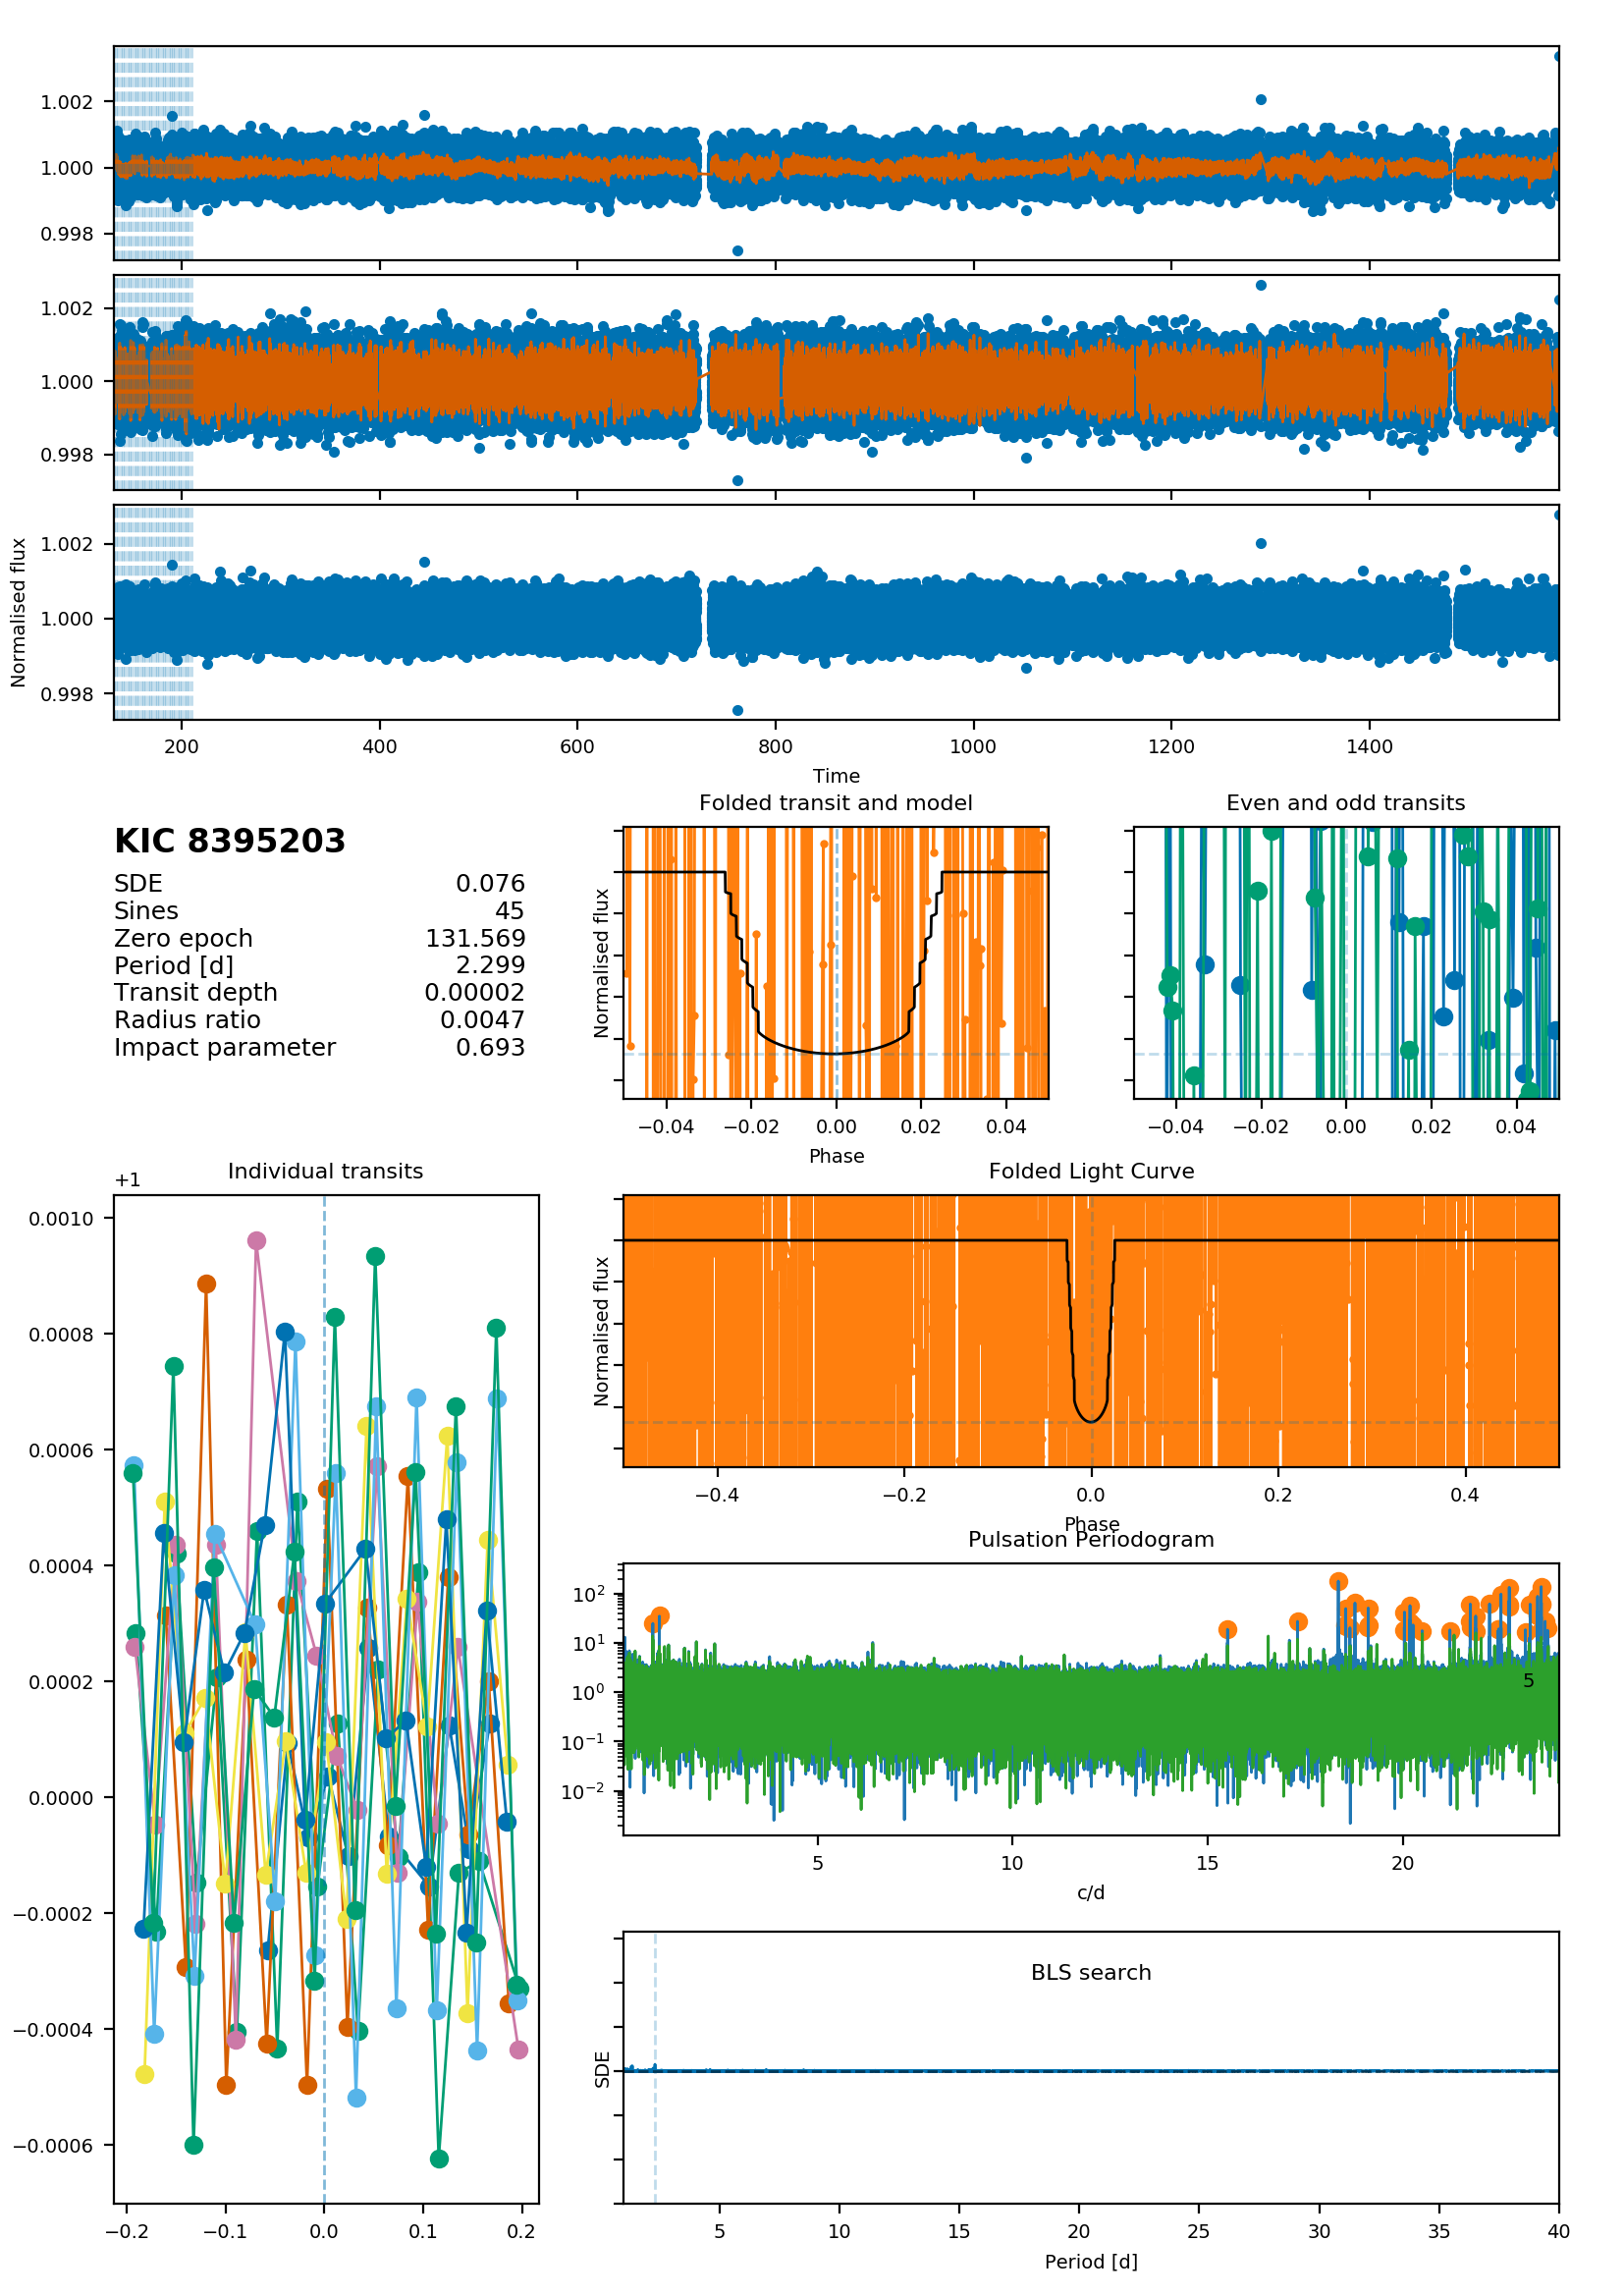 1.002
1.000
0.998
1.002
1.000
0.998
1.002
1.000
0.998
Normalised flux
200 400 600 800 1000 1200 1400
Time
KIC 8395203
SDE 0.076
Sines 45
Zero epoch 131.569
Period [d] 2.299
Transit depth 0.00002
Radius ratio 0.0047
Impact parameter 0.693
Folded transit and model
Normalised flux
−0.04 −0.02 0.00 0.02 0.04
Phase
Even and odd transits
−0.04 −0.02 0.00 0.02 0.04
Individual transits
+1
0.0010
0.0008
0.0006
0.0004
0.0002
0.0000
−0.0002
−0.0004
−0.0006
−0.2 −0.1 0.0 0.1 0.2
Folded Light Curve
Normalised flux
−0.4 −0.2 0.0 0.2 0.4
Phase
Pulsation Periodogram
10²
10¹
10⁰
10⁻¹
10⁻²
5
5 10 15 20
c/d
BLS search
SDE
5 10 15 20 25 30 35 40
Period [d]